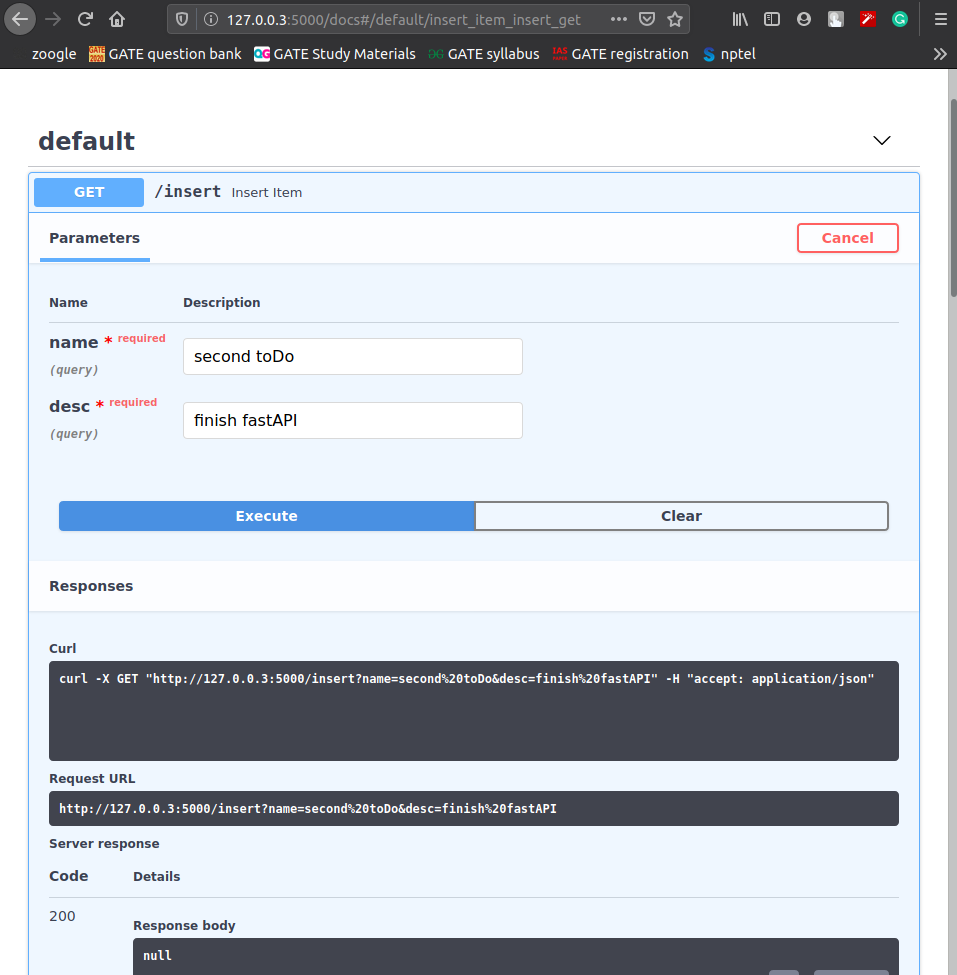 127.0.0.3:5000/docs#/default/insert_item_insert_get
zoogle GATE question bank GATE Study Materials GATE syllabus GATE registration nptel
default
GET /insert Insert Item
Parameters Cancel
Name Description
name * required second toDo
(query)
desc * required finish fastAPI
(query)
Execute Clear
Responses
Curl
curl -X GET "http://127.0.0.3:5000/insert?name=second%20toDo&desc=finish%20fastAPI" -H "accept: application/json"
Request URL
http://127.0.0.3:5000/insert?name=second%20toDo&desc=finish%20fastAPI
Server response
Code Details
200
Response body
null